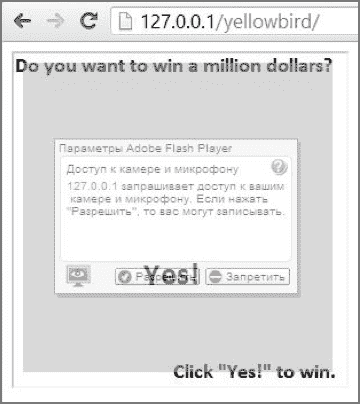 127.0.0.1/yellowbird/
Do you want to win a million dollars?
Параметры Adobe Flash Player
Доступ к камере и микрофону
127.0.0.1 запрашивает доступ к вашим
камере и микрофону. Если нажать
"Разрешить", то вас могут записывать.
Yes!
Разрешить
Запретить
Click "Yes!" to win.